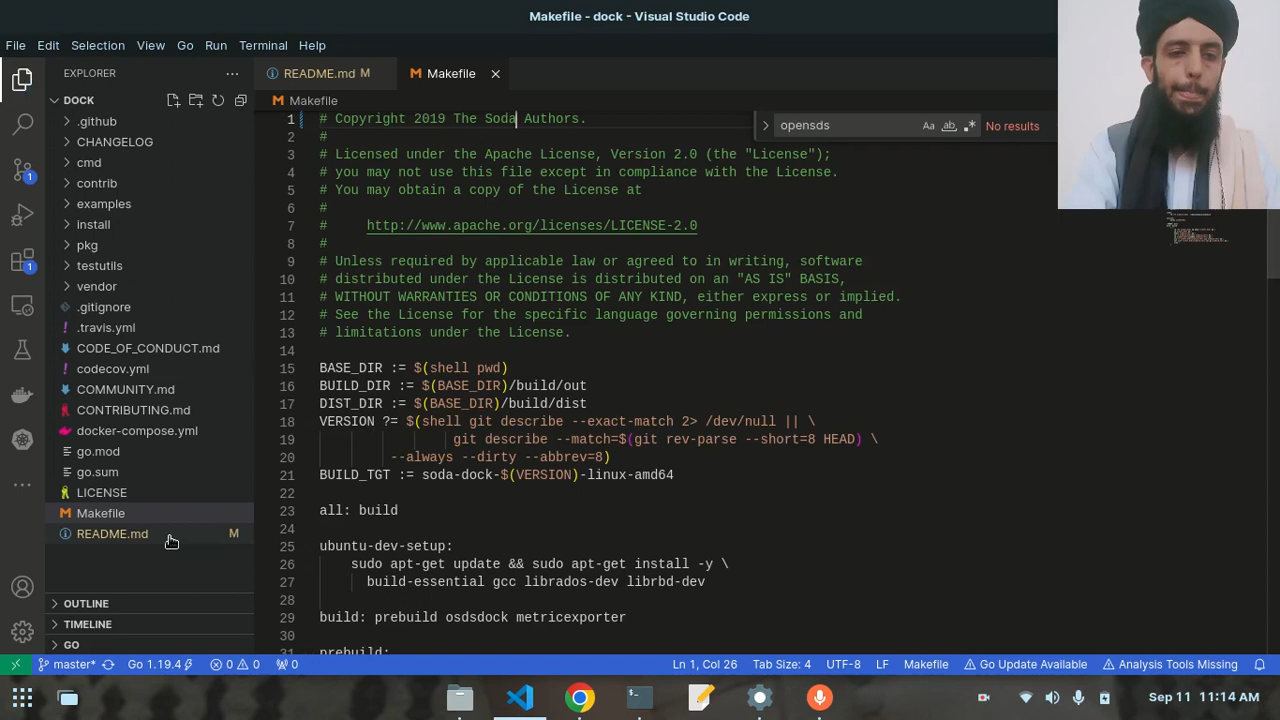 Makefile - dock - Visual Studio Code
File Edit Selection View Go Run Terminal Help
EXPLORER
README.md M
Makefile
DOCK
.github
CHANGELOG
cmd
contrib
examples
install
pkg
testutils
vendor
.gitignore
.travis.yml
CODE_OF_CONDUCT.md
codecov.yml
COMMUNITY.md
CONTRIBUTING.md
docker-compose.yml
go.mod
go.sum
LICENSE
Makefile
README.md M
OUTLINE
TIMELINE
GO
1
1
Makefile
opensds Aa ab No results
1 # Copyright 2019 The Soda Authors.
2 #
3 # Licensed under the Apache License, Version 2.0 (the "License");
4 # you may not use this file except in compliance with the License.
5 # You may obtain a copy of the License at
6 #
7 # http://www.apache.org/licenses/LICENSE-2.0
8 #
9 # Unless required by applicable law or agreed to in writing, software
10 # distributed under the License is distributed on an "AS IS" BASIS,
11 # WITHOUT WARRANTIES OR CONDITIONS OF ANY KIND, either express or implied.
12 # See the License for the specific language governing permissions and
13 # limitations under the License.
14
15 BASE_DIR := $(shell pwd)
16 BUILD_DIR := $(BASE_DIR)/build/out
17 DIST_DIR := $(BASE_DIR)/build/dist
18 VERSION ?= $(shell git describe --exact-match 2> /dev/null || \
19 git describe --match=$(git rev-parse --short=8 HEAD) \
20 --always --dirty --abbrev=8)
21 BUILD_TGT := soda-dock-$(VERSION)-linux-amd64
22
23 all: build
24
25 ubuntu-dev-setup:
26 sudo apt-get update && sudo apt-get install -y \
27 build-essential gcc librados-dev librbd-dev
28
29 build: prebuild osdsdock metricexporter
30
31 prebuild:
master* Go 1.19.4 0 0 0 Ln 1, Col 26 Tab Size: 4 UTF-8 LF Makefile Go Update Available Analysis Tools Missing
Sep 11 11:14 AM